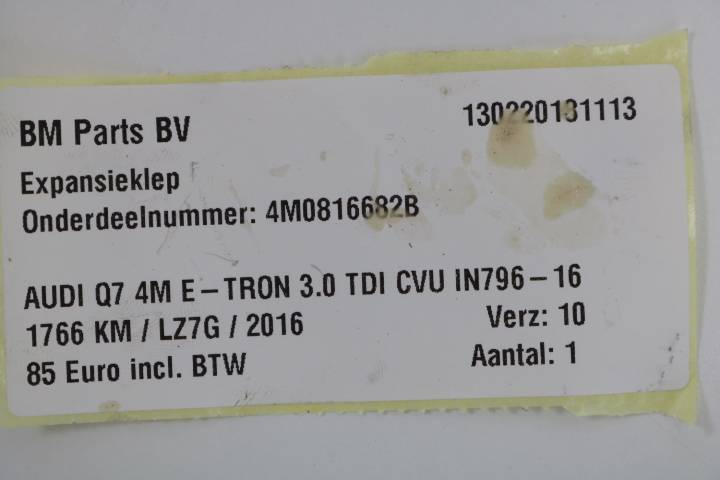 BM Parts BV 130220131113
Expansieklep
Onderdeelnummer: 4M0816682B
AUDI Q7 4M E-TRON 3.0 TDI CVU IN796-16
1766 KM / LZ7G / 2016 Verz: 10
85 Euro incl. BTW Aantal: 1